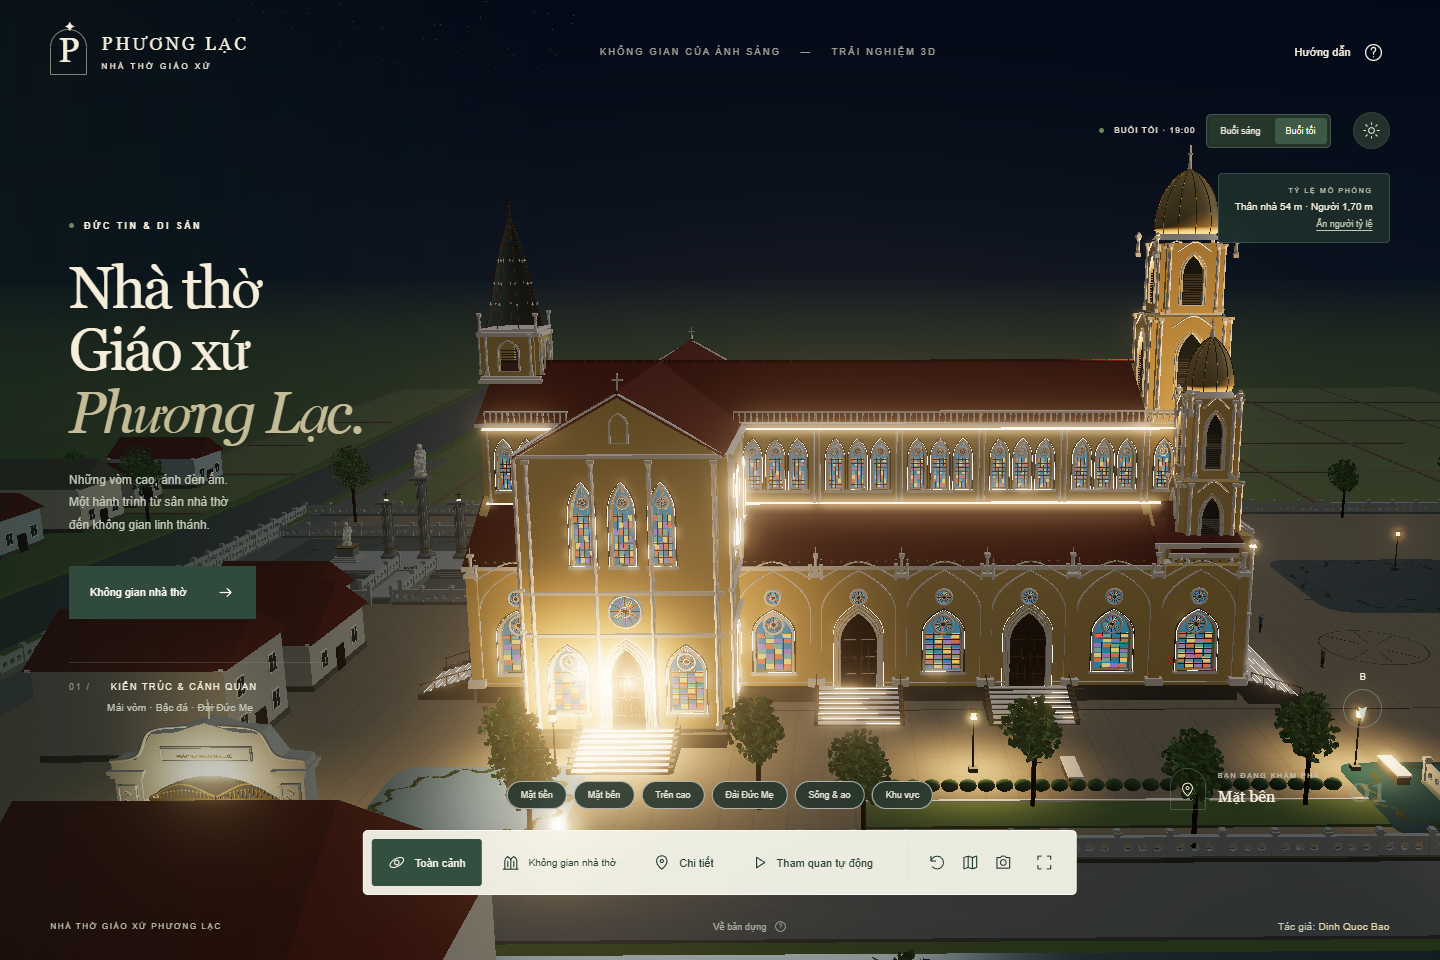 P
PHƯƠNG LẠC
NHÀ THỜ GIÁO XỨ
KHÔNG GIAN CỦA ÁNH SÁNG — TRẢI NGHIỆM 3D
Hướng dẫn ?
BUỔI TỐI · 19:00
Buổi sáng
Buổi tối
TỶ LỆ MÔ PHỎNG
Thân nhà 54 m · Người 1,70 m
Ẩn người tỷ lệ
ĐỨC TIN & DI SẢN
Nhà thờ
Giáo xứ
Phương Lạc.
Những vòm cao, ánh đèn ấm.
Một hành trình từ sân nhà thờ
đến không gian linh thánh.
Không gian nhà thờ →
01 / KIẾN TRÚC & CẢNH QUAN
Mái vòm · Bậc đá · Đài Đức Mẹ
B
BẠN ĐANG KHÁM PHÁ
Mặt bên
01
Mặt tiền
Mặt bên
Trên cao
Đài Đức Mẹ
Sông & ao
Khu vực
Toàn cảnh
Không gian nhà thờ
Chi tiết
Tham quan tự động
NHÀ THỜ GIÁO XỨ PHƯƠNG LẠC
Về bản dựng ?
Tác giả: Dinh Quoc Bao